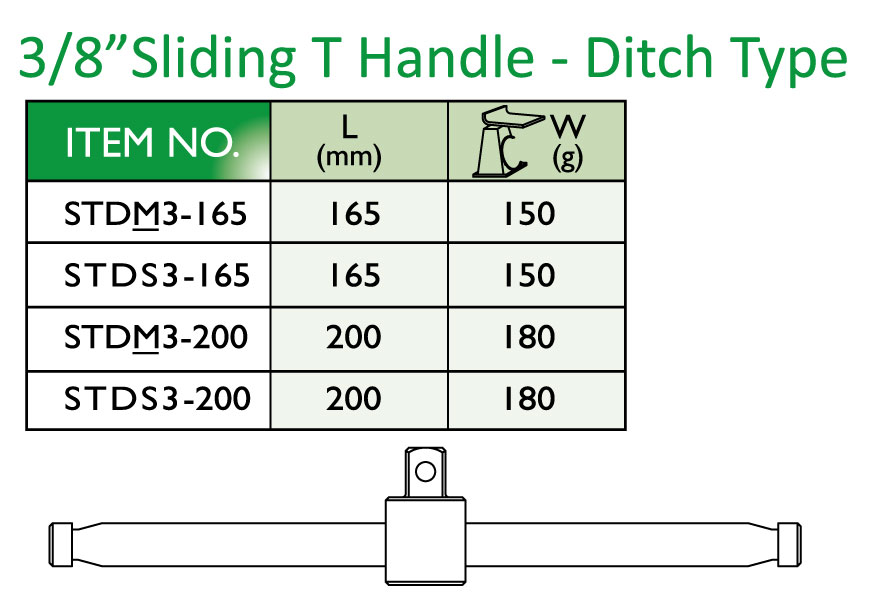 3/8”Sliding T Handle - Ditch Type
ITEM NO. L (mm) W (g)
STDM3-165 165 150
STDS3-165 165 150
STDM3-200 200 180
STDS3-200 200 180